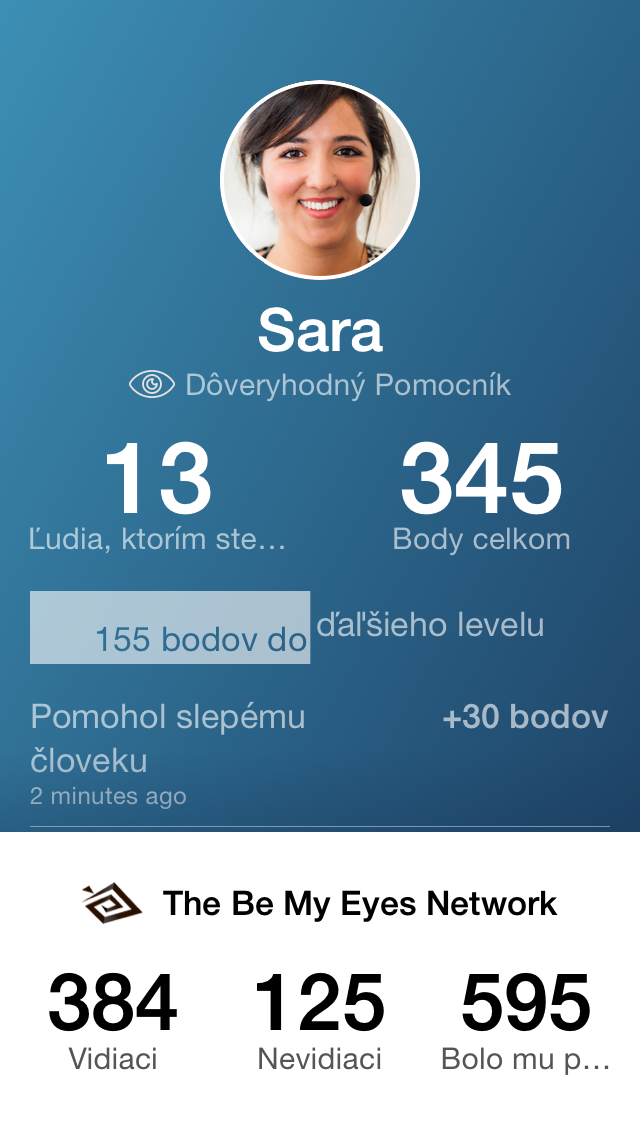 Sara
Dôveryhodný Pomocník
13
345
Ľudia, ktorím ste…
Body celkom
155 bodov do ďaľšieho levelu
Pomohol slepému
človeku
+30 bodov
2 minutes ago
The Be My Eyes Network
384
125
595
Vidiaci
Nevidiaci
Bolo mu p…